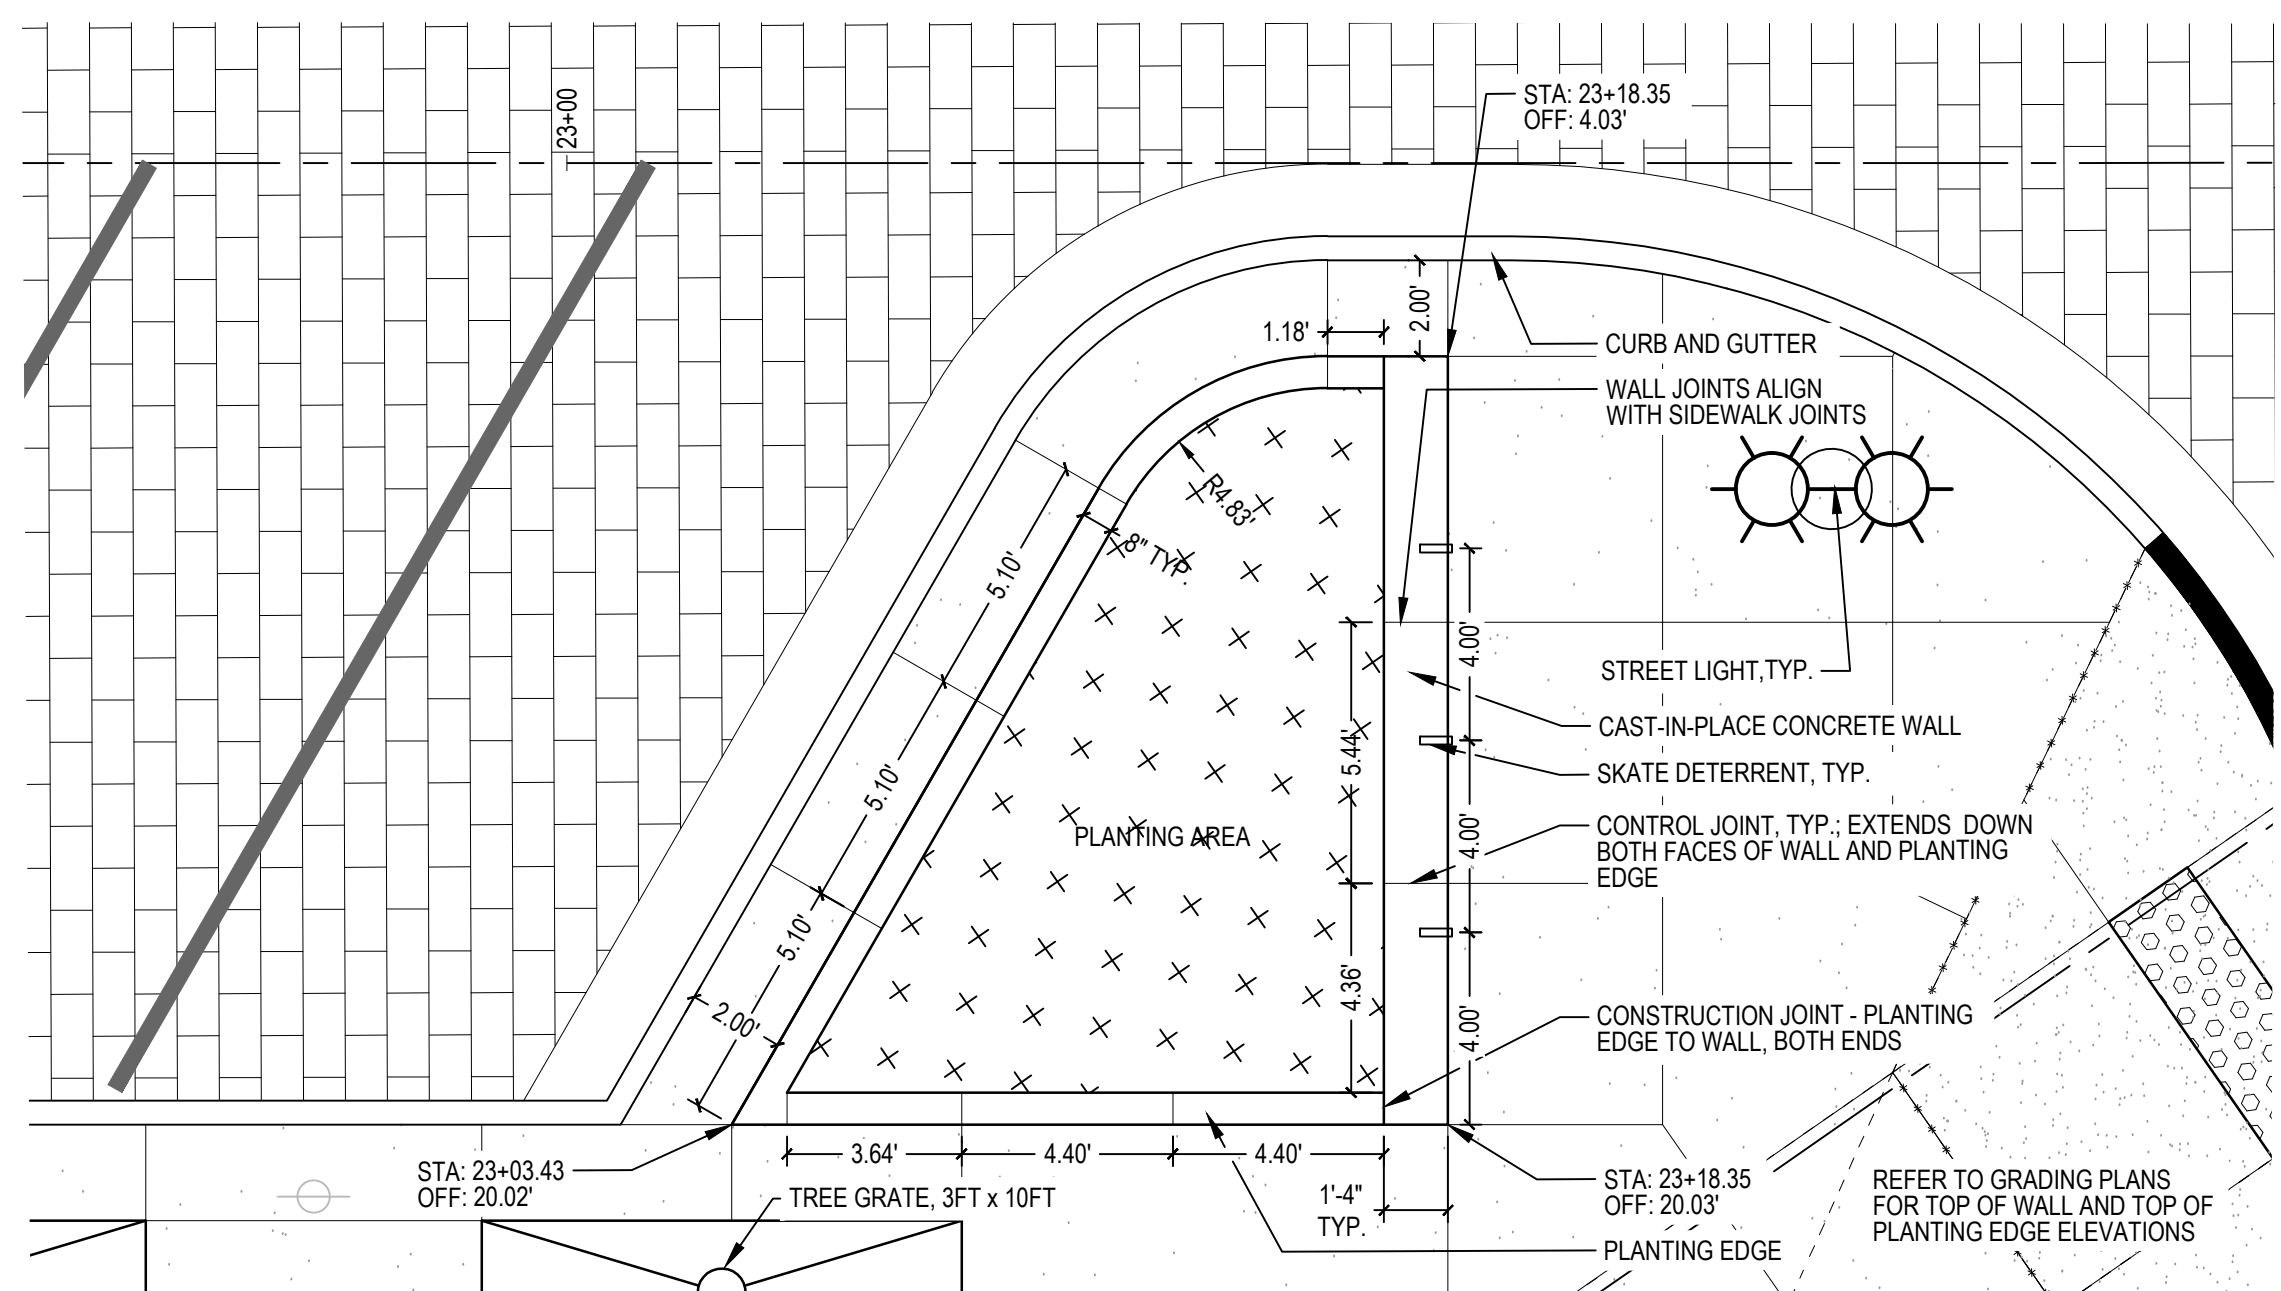 23+00
STA: 23+18.35
OFF: 4.03'
2.00'
1.18'
CURB AND GUTTER
WALL JOINTS ALIGN
WITH SIDEWALK JOINTS
R4.83'
8" TYP.
5.10'
4.00'
STREET LIGHT,TYP.
CAST-IN-PLACE CONCRETE WALL
5.44'
SKATE DETERRENT, TYP.
5.10'
PLANTING AREA
4.00'
CONTROL JOINT, TYP.; EXTENDS DOWN
BOTH FACES OF WALL AND PLANTING
EDGE
5.10'
4.36'
2.00'
4.00'
CONSTRUCTION JOINT - PLANTING
EDGE TO WALL, BOTH ENDS
3.64'
4.40'
4.40'
STA: 23+03.43
OFF: 20.02'
TREE GRATE, 3FT x 10FT
1'-4"
TYP.
STA: 23+18.35
OFF: 20.03'
PLANTING EDGE
REFER TO GRADING PLANS
FOR TOP OF WALL AND TOP OF
PLANTING EDGE ELEVATIONS